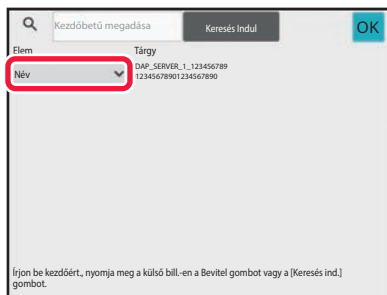 Kezdőbetű megadása
Keresés Indul
OK
Elem
Tárgy
Név
DAP_SERVER_1_123456789
12345678901234567890
Írjon be kezdőért., nyomja meg a külső bill.-en a Bevitel gombot vagy a [Keresés ind.]
gombot.